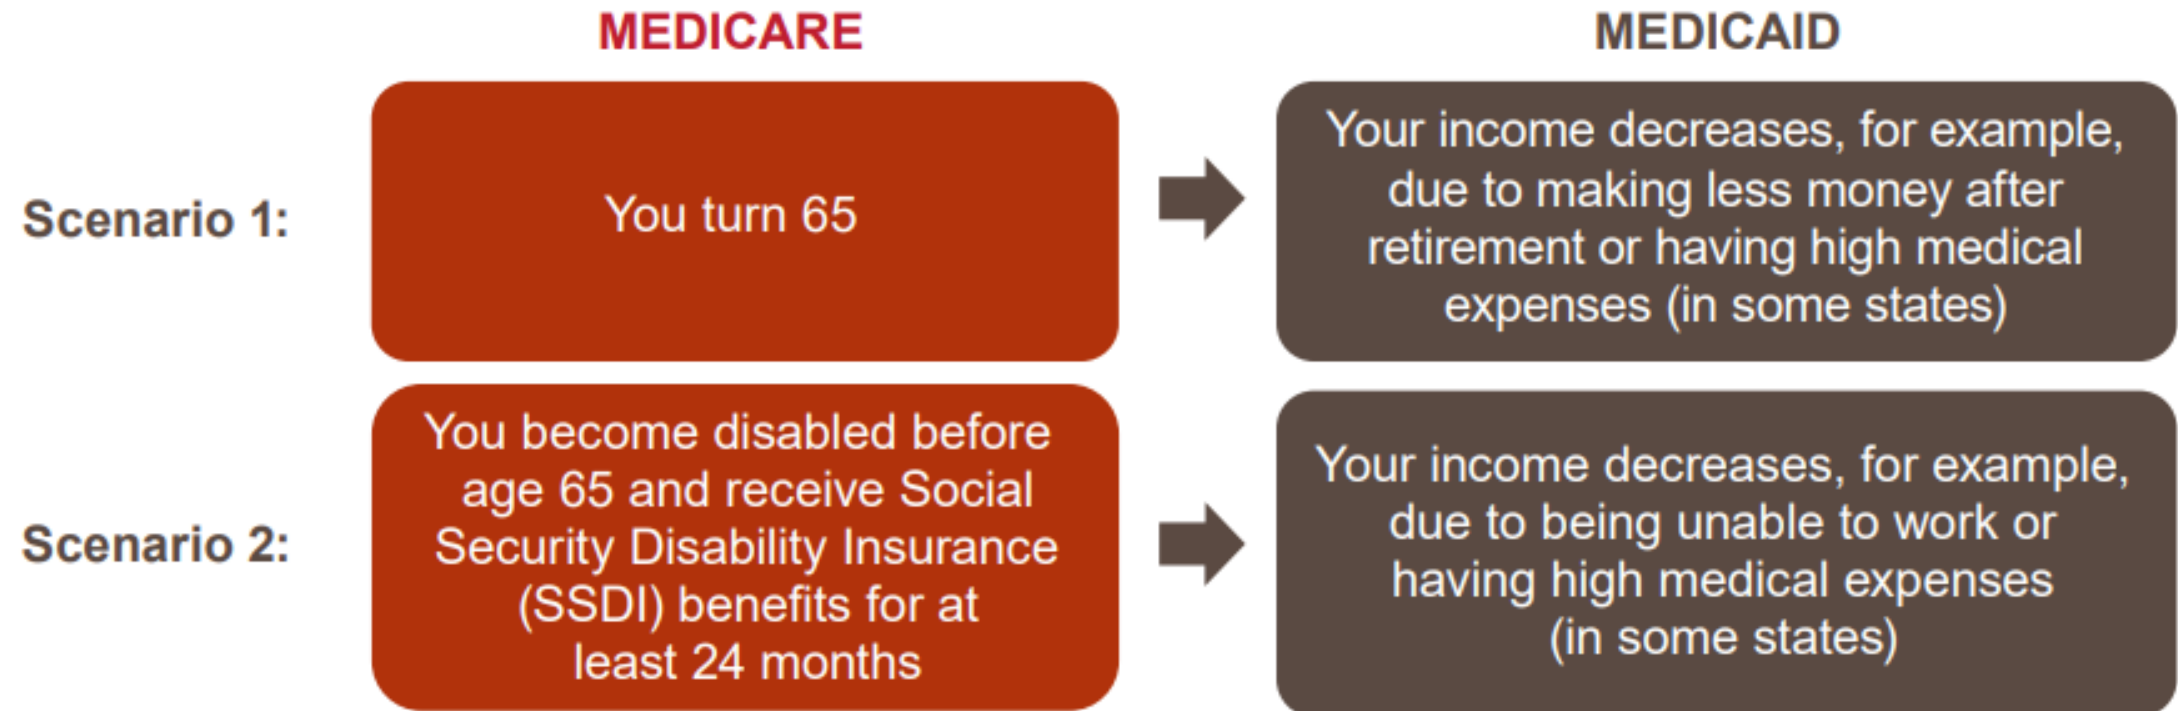 MEDICARE
MEDICAID
Scenario 1:
You turn 65
Your income decreases, for example,
due to making less money after
retirement or having high medical
expenses (in some states)
Scenario 2:
You become disabled before
age 65 and receive Social
Security Disability Insurance
(SSDI) benefits for at
least 24 months
Your income decreases, for example,
due to being unable to work or
having high medical expenses
(in some states)